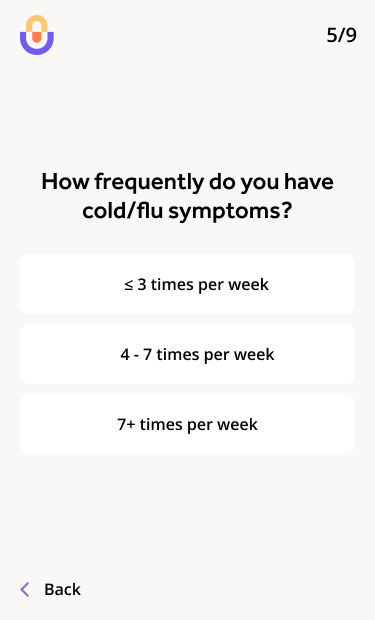 5/9
How frequently do you have
cold/flu symptoms?
≤ 3 times per week
4 - 7 times per week
7+ times per week
Back